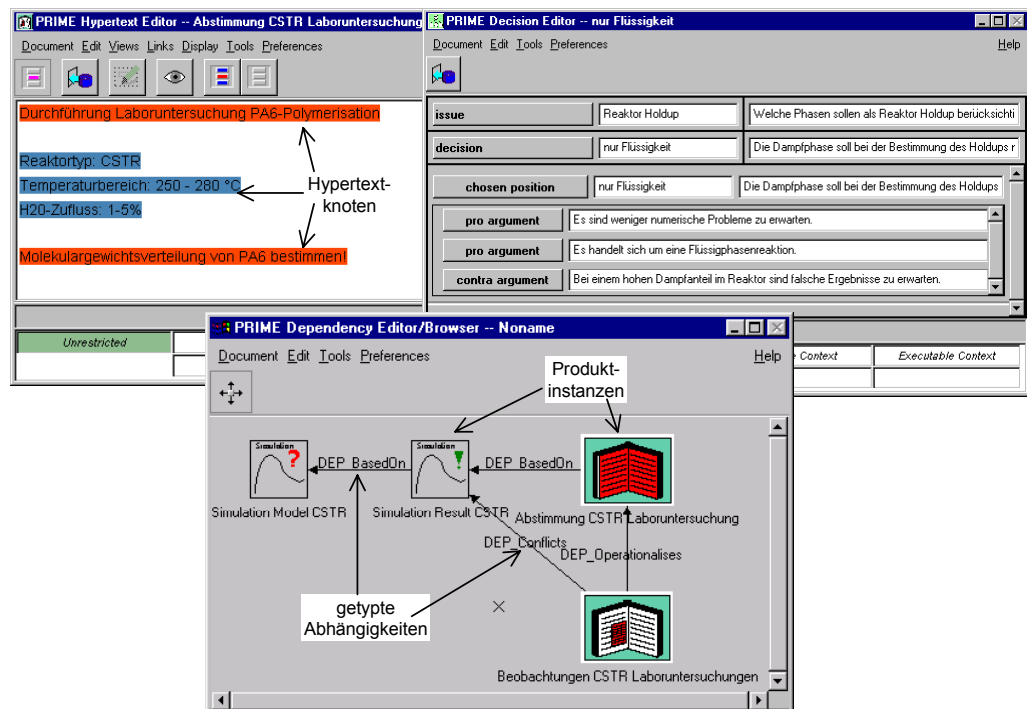 PRIME Hypertext Editor -- Abstimmung CSTR Laboruntersuchung
Document Edit Views Links Display Tools Preferences
Durchführung Laboruntersuchung PA6-Polymerisation
Reaktortyp: CSTR
Temperaturbereich: 250 - 280 °C
H20-Zufluss: 1-5%
Molekulargewichtsverteilung von PA6 bestimmen!
Hypertext-
knoten
Unrestricted
PRIME Decision Editor -- nur Flüssigkeit
Document Edit Tools Preferences Help
issue Reaktor Holdup Welche Phasen sollen als Reaktor Holdup berücksichti
decision nur Flüssigkeit Die Dampfphase soll bei der Bestimmung des Holdups r
chosen position nur Flüssigkeit Die Dampfphase soll bei der Bestimmung des Holdups
pro argument Es sind weniger numerische Probleme zu erwarten.
pro argument Es handelt sich um eine Flüssigphasenreaktion.
contra argument Bei einem hohen Dampfanteil im Reaktor sind falsche Ergebnisse zu erwarten.
Context Executable Context
PRIME Dependency Editor/Browser -- Noname
Document Edit Tools Preferences Help
Produkt-
instanzen
Simulation
?
Simulation
!
DEP_BasedOn
DEP_BasedOn
Simulation Model CSTR
Simulation Result CSTR
Abstimmung CSTR Laboruntersuchung
DEP_Conflicts
DEP_Operationalises
getypte
Abhängigkeiten
Beobachtungen CSTR Laboruntersuchungen